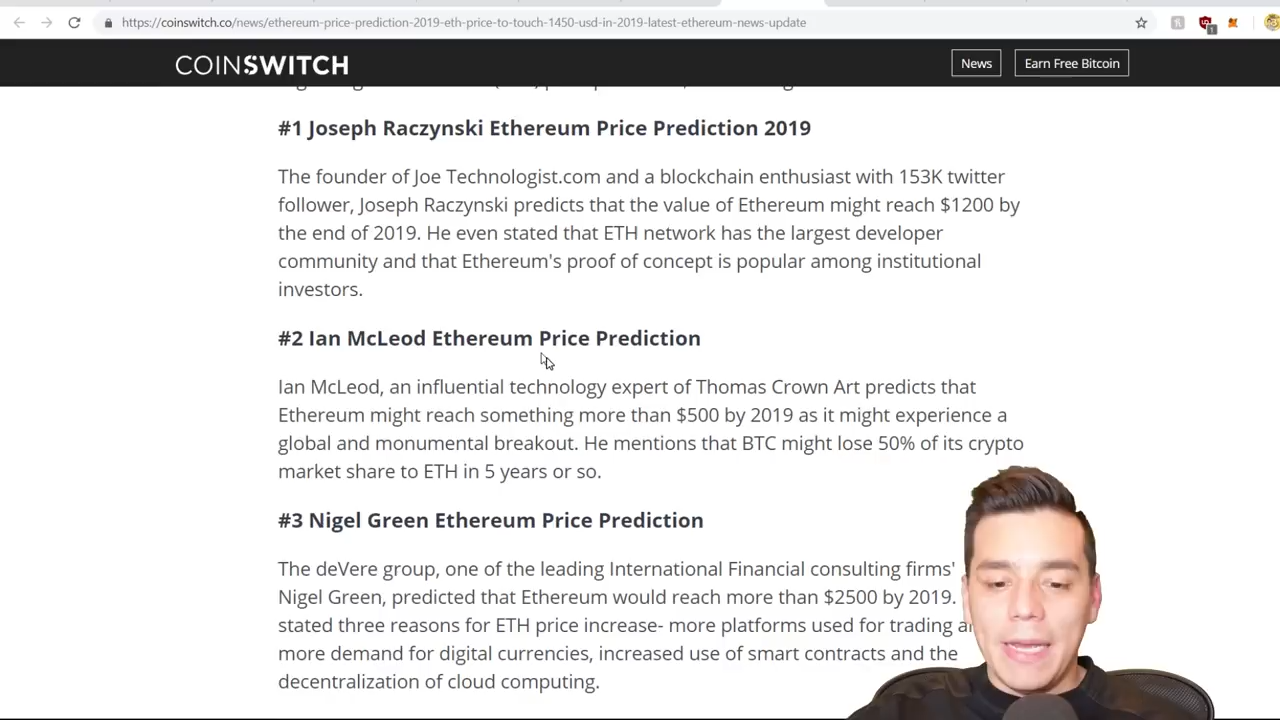 https://coinswitch.co/news/ethereum-price-prediction-2019-eth-price-to-touch-1450-usd-in-2019-latest-ethereum-news-update
COINSWITCH
News
Earn Free Bitcoin
#1 Joseph Raczynski Ethereum Price Prediction 2019
The founder of Joe Technologist.com and a blockchain enthusiast with 153K twitter
follower, Joseph Raczynski predicts that the value of Ethereum might reach $1200 by
the end of 2019. He even stated that ETH network has the largest developer
community and that Ethereum's proof of concept is popular among institutional
investors.
#2 Ian McLeod Ethereum Price Prediction
Ian McLeod, an influential technology expert of Thomas Crown Art predicts that
Ethereum might reach something more than $500 by 2019 as it might experience a
global and monumental breakout. He mentions that BTC might lose 50% of its crypto
market share to ETH in 5 years or so.
#3 Nigel Green Ethereum Price Prediction
The deVere group, one of the leading International Financial consulting firms'
Nigel Green, predicted that Ethereum would reach more than $2500 by 2019.
stated three reasons for ETH price increase- more platforms used for trading
more demand for digital currencies, increased use of smart contracts and the
decentralization of cloud computing.